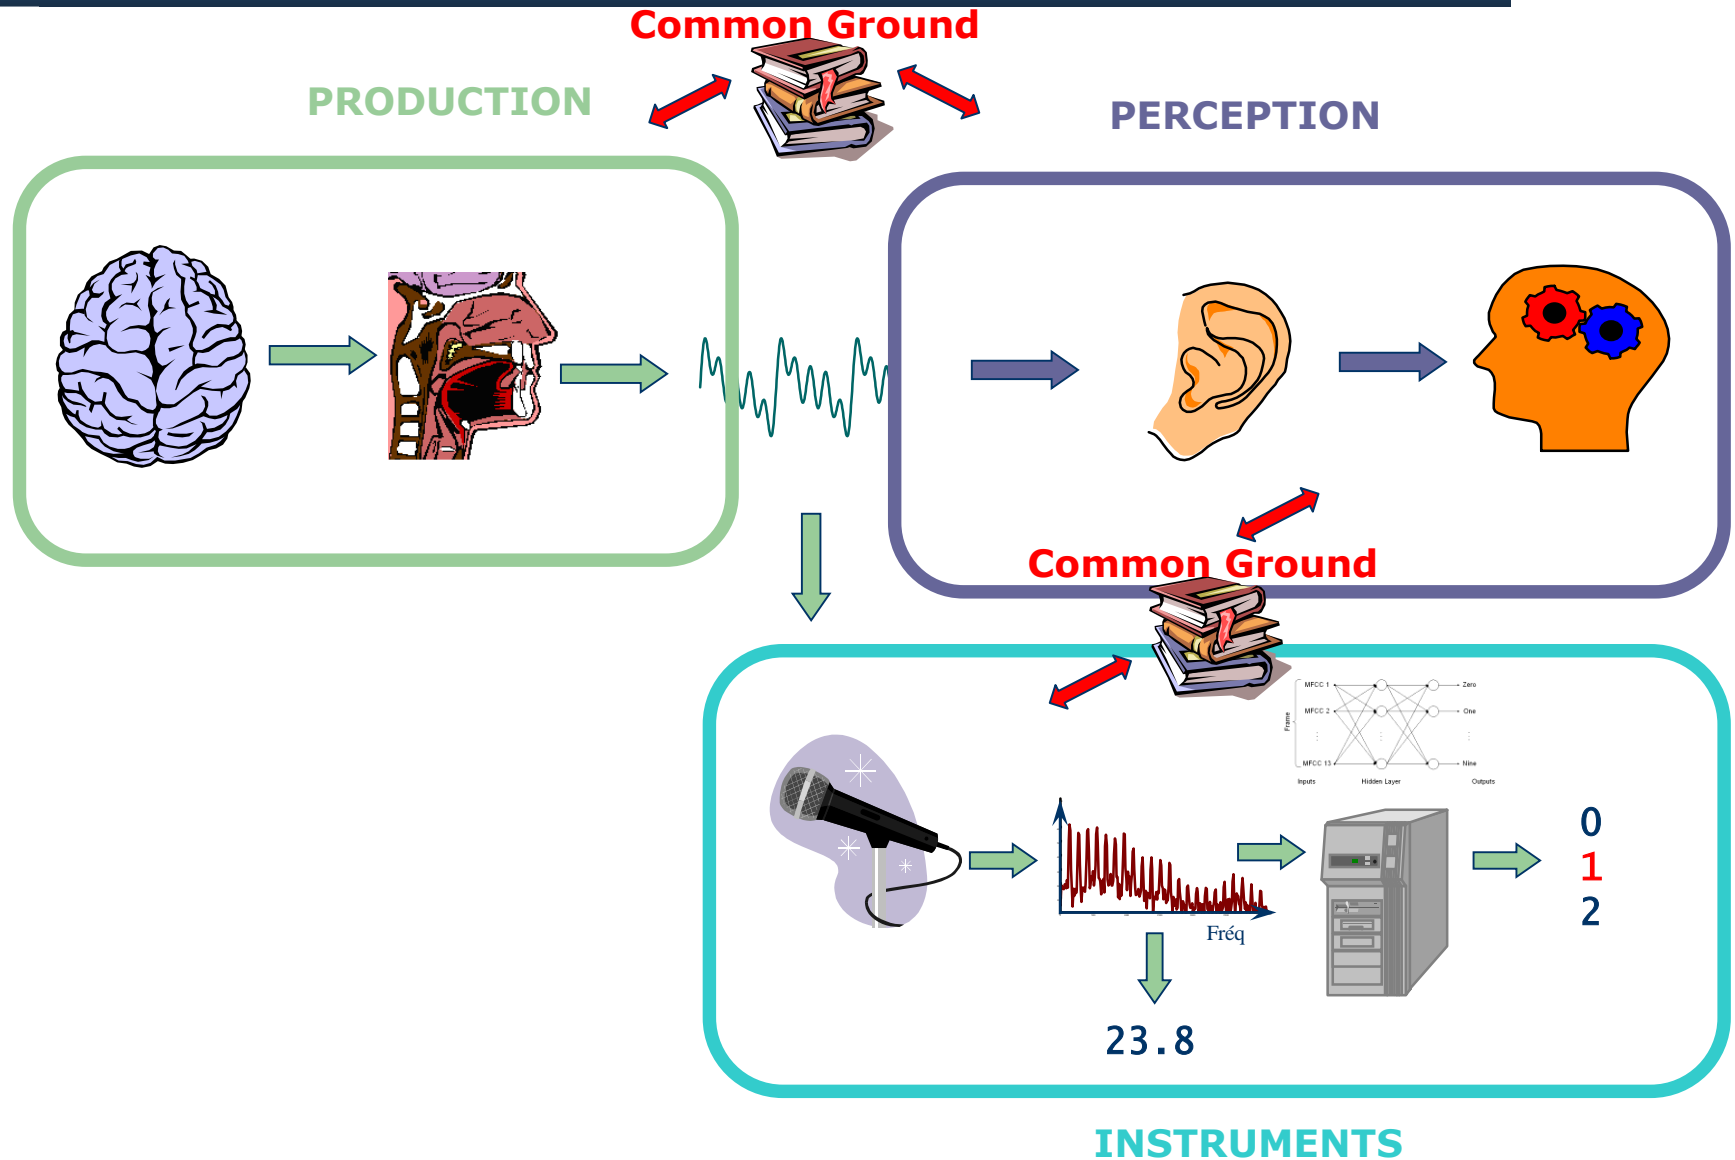 Common Ground
PRODUCTION
PERCEPTION
Common Ground
MFCC 1
Zero
MFCC 2
One
Frame
MFCC 13
Nine
Inputs
Hidden Layer
Outputs
0
1
2
Fréq
23.8
INSTRUMENTS